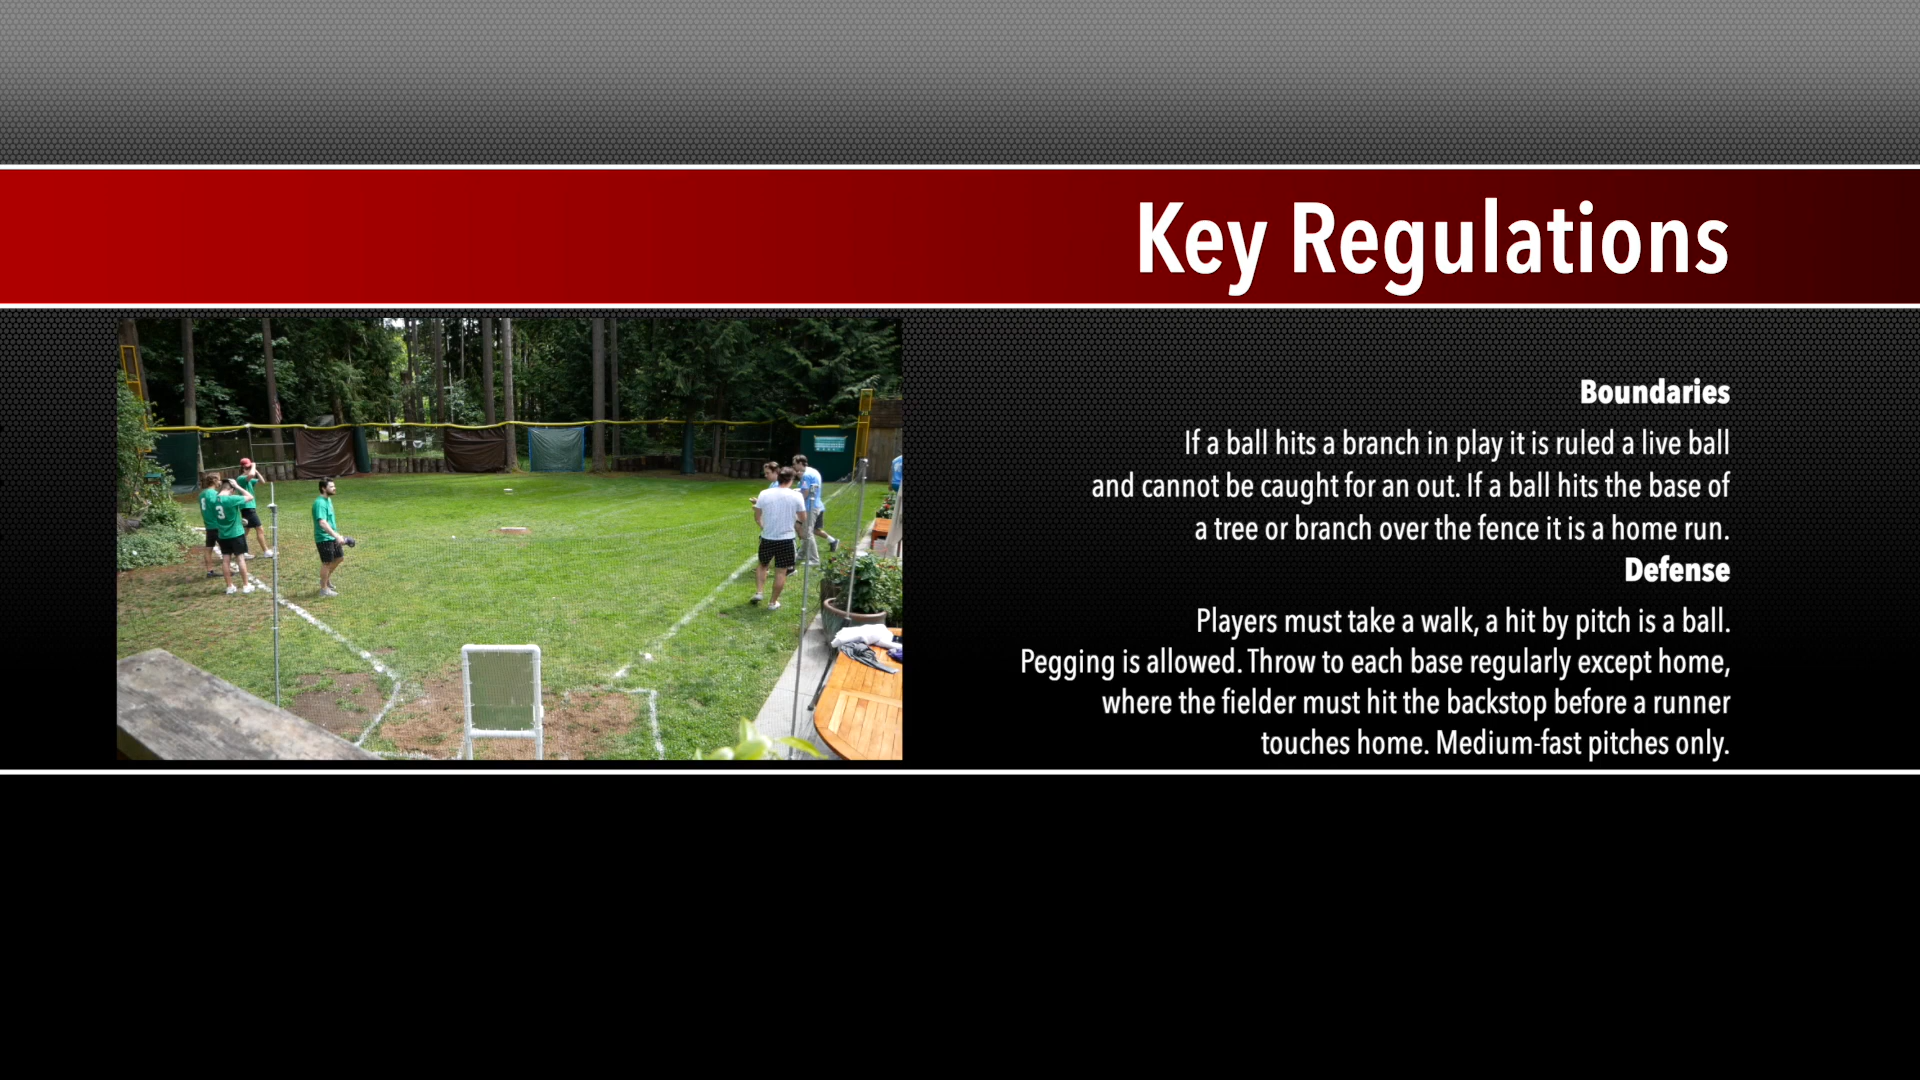 Key Regulations
Boundaries
If a ball hits a branch in play it is ruled a live ball
and cannot be caught for an out. If a ball hits the base of
a tree or branch over the fence it is a home run.
Defense
Players must take a walk, a hit by pitch is a ball.
Pegging is allowed. Throw to each base regularly except home,
where the fielder must hit the backstop before a runner
touches home. Medium-fast pitches only.
3